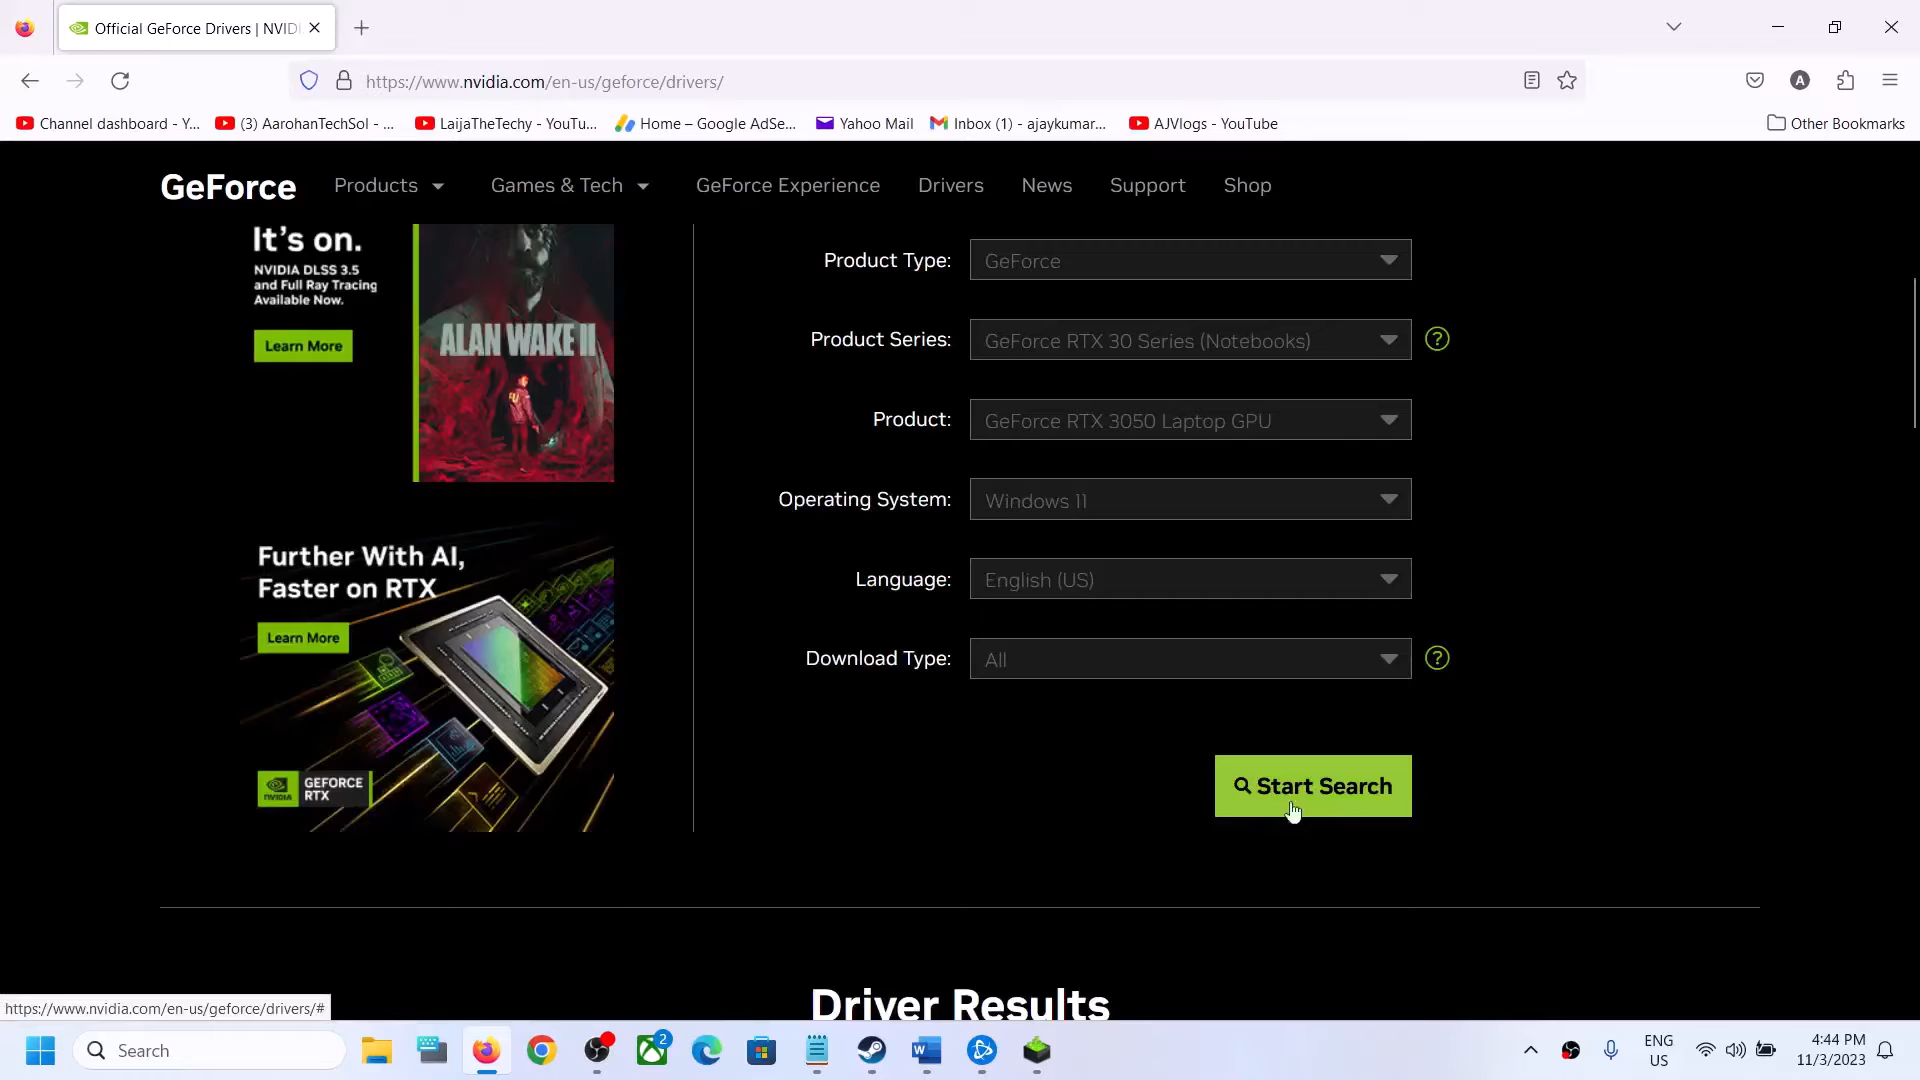 Official GeForce Drivers | NVIDI
https://www.nvidia.com/en-us/geforce/drivers/
A
Channel dashboard - Y... (3) AarohanTechSol - ... LaijaTheTechy - YouTu... Home – Google AdSe... Yahoo Mail Inbox (1) - ajaykumar... AJVlogs - YouTube Other Bookmarks
GeForce Products Games & Tech GeForce Experience Drivers News Support Shop
It's on.
NVIDIA DLSS 3.5
and Full Ray Tracing
Available Now.
Learn More
ALAN WAKE II
Further With AI,
Faster on RTX
Learn More
NVIDIA
GEFORCE
RTX
Product Type: GeForce
Product Series: GeForce RTX 30 Series (Notebooks) ?
Product: GeForce RTX 3050 Laptop GPU
Operating System: Windows 11
Language: English (US)
Download Type: All ?
Start Search
Driver Results
https://www.nvidia.com/en-us/geforce/drivers/#
Search
2
W
ENG
US
4:44 PM
11/3/2023